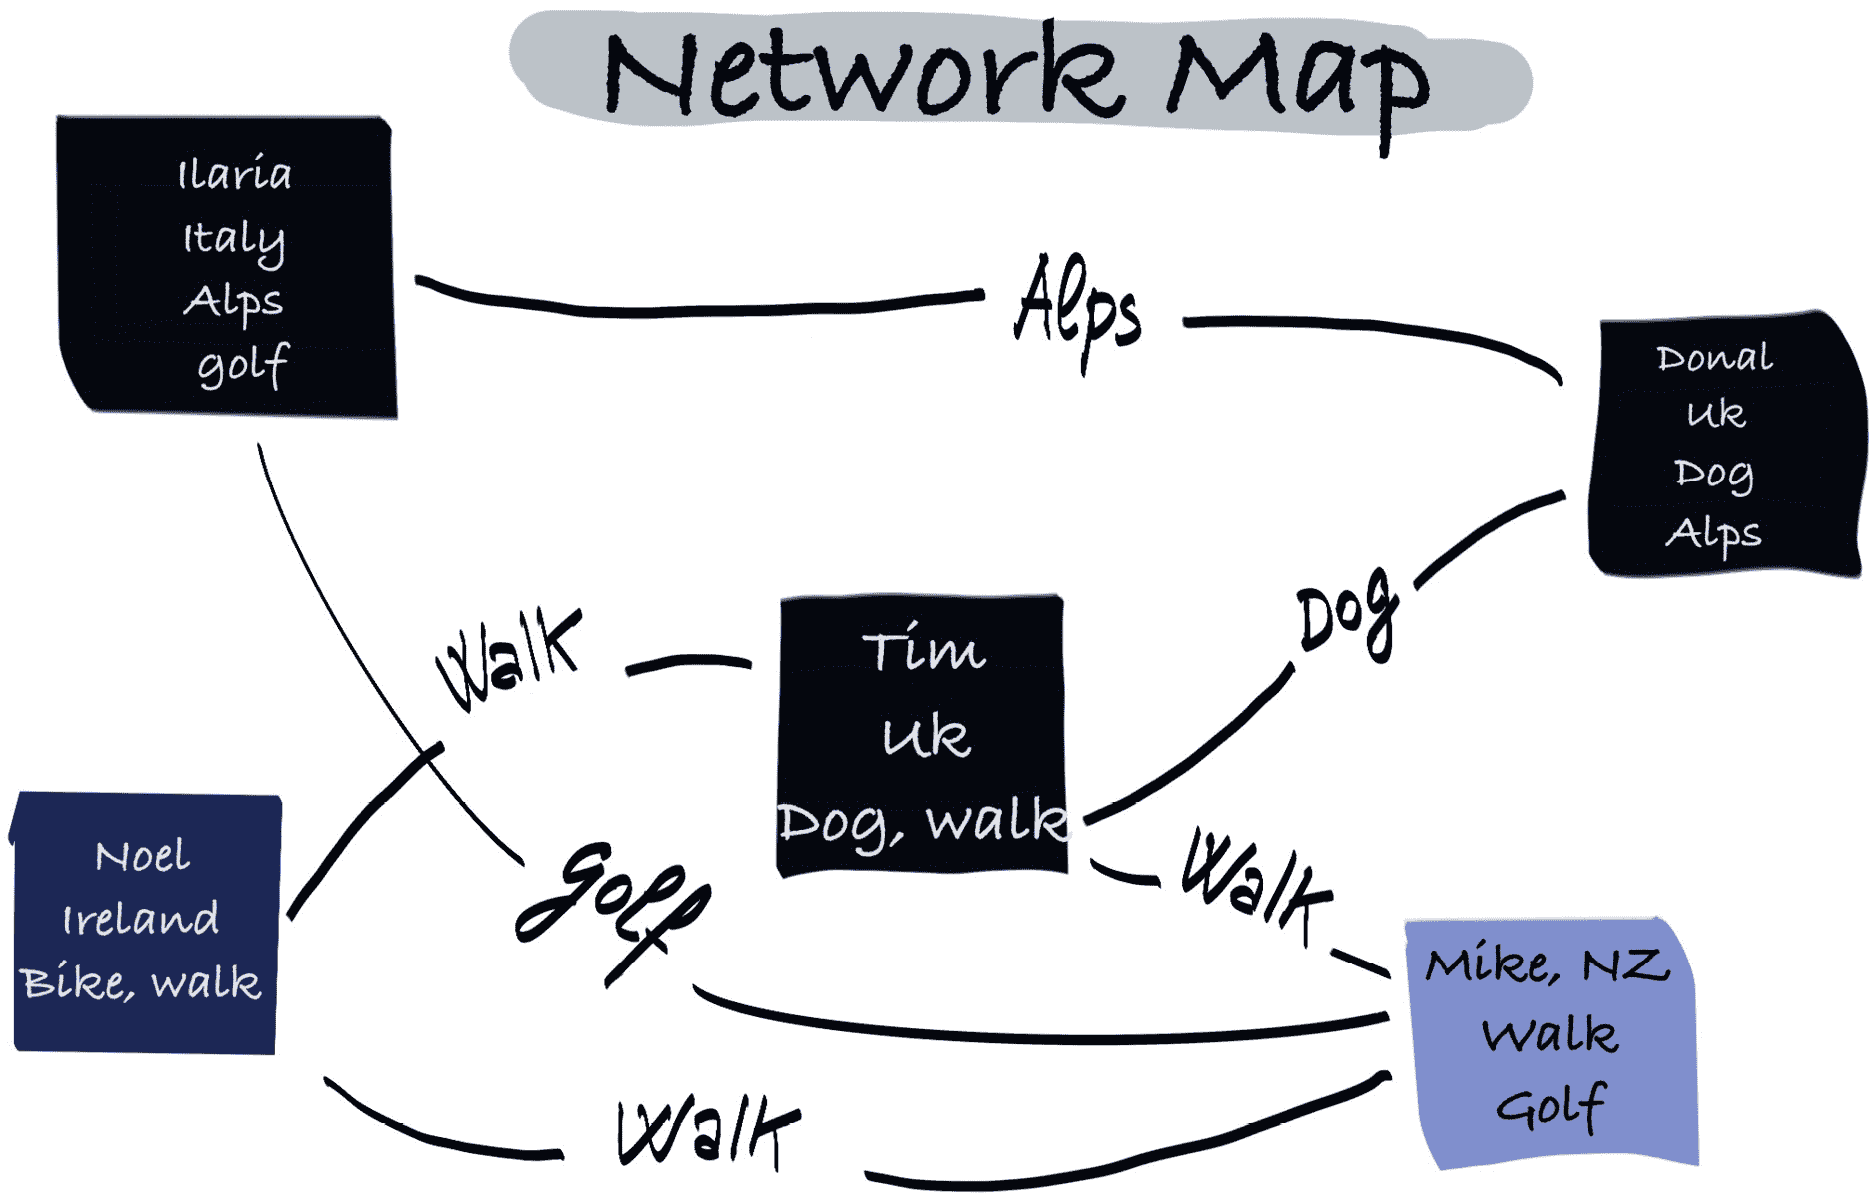 Network Map
Ilaria
Italy
Alps
golf
Alps
Donal
Uk
Dog
Alps
Walk
Tim
Uk
Dog, walk
Dog
Noel
Ireland
Bike, walk
Golf
Walk
Mike, NZ
Walk
Golf
Walk